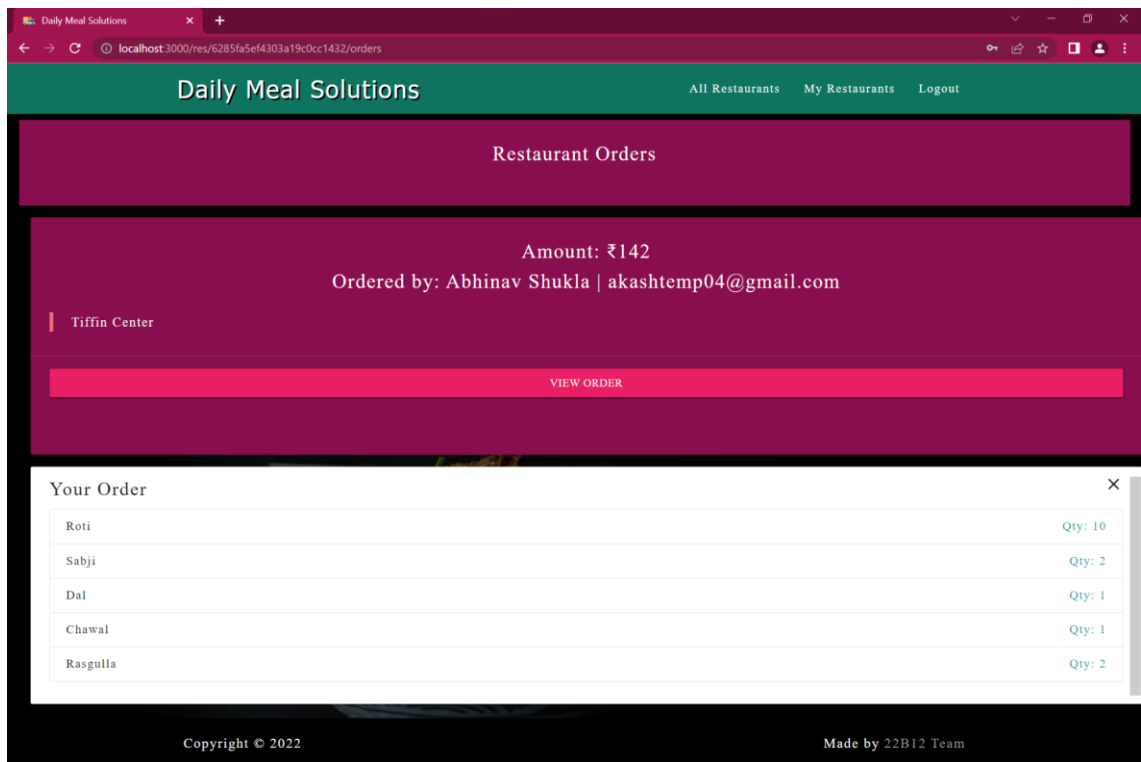 Daily Meal Solutions
localhost:3000/res/6285fa5ef4303a19c0cc1432/orders
Daily Meal Solutions All Restaurants My Restaurants Logout
Restaurant Orders
Amount: ₹142
Ordered by: Abhinav Shukla | akashtemp04@gmail.com
Tiffin Center
VIEW ORDER
Your Order
Roti Qty: 10
Sabji Qty: 2
Dal Qty: 1
Chawal Qty: 1
Rasgulla Qty: 2
Copyright © 2022 Made by 22B12 Team